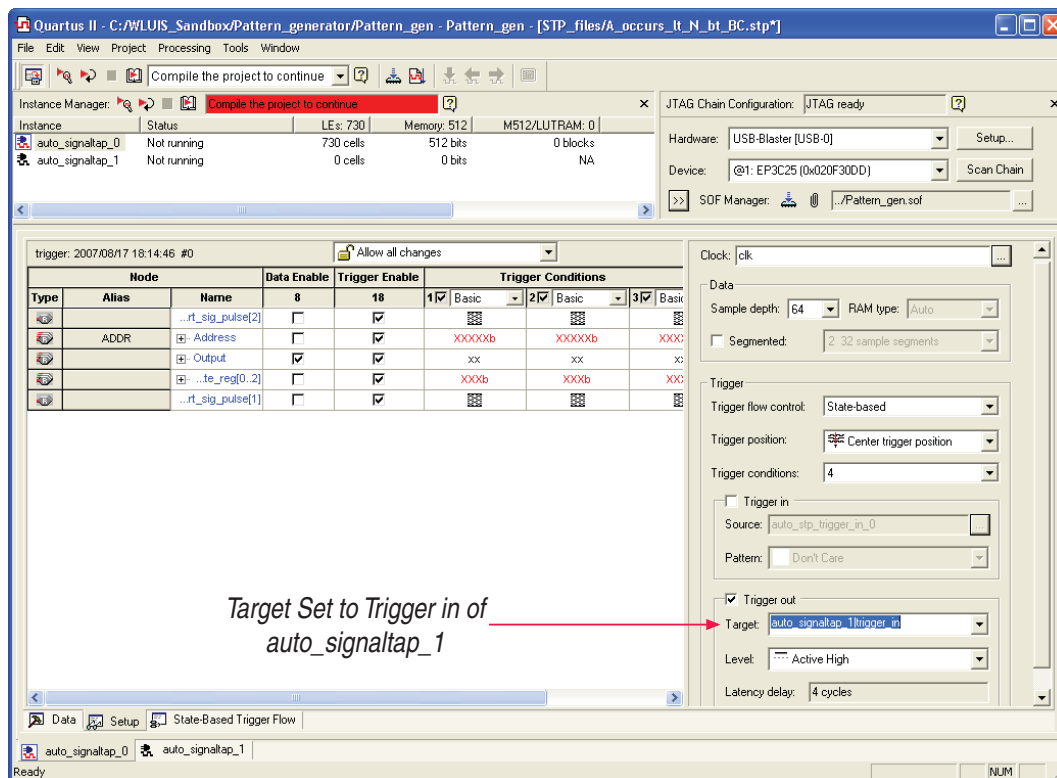 Quartus II - C:/WLUIS_Sandbox/Pattern_generator/Pattern_gen - Pattern_gen - [STP_files/A_occurs_lt_N_bt_BC.stp*]
File Edit View Project Processing Tools Window
Compile the project to continue
Instance Manager: Compile the project to continue
JTAG Chain Configuration: JTAG ready
Instance Status LEs: 730 Memory: 512 M512/LUTRAM: 0
auto_signaltap_0 Not running 730 cells 512 bits 0 blocks
auto_signaltap_1 Not running 0 cells 0 bits NA
Hardware: USB-Blaster [USB-0] Setup...
Device: @1: EP3C25 (0x020F30DD) Scan Chain
>> SOF Manager: ../Pattern_gen.sof ...
trigger: 2007/08/17 18:14:46 #0 Allow all changes
Node Data Enable Trigger Enable Trigger Conditions
Type Alias Name 8 18 1 Basic 2 Basic 3 Basic
...rt_sig_pulse[2]
ADDR Address XXXXXb XXXXXb XXX
Output xx xx x
...te_reg[0..2] XXXb XXXb XX
...rt_sig_pulse[1]
Clock: clk ...
Data
Sample depth: 64 RAM type: Auto
Segmented: 2 32 sample segments
Trigger
Trigger flow control: State-based
Trigger position: Center trigger position
Trigger conditions: 4
Trigger in
Source: auto_stp_trigger_in_0 ...
Pattern: Don't Care
Trigger out
Target: auto_signaltap_1|trigger_in
Level: Active High
Latency delay: 4 cycles
Target Set to Trigger in of
auto_signaltap_1
Data Setup State-Based Trigger Flow
auto_signaltap_0 auto_signaltap_1
Ready NUM